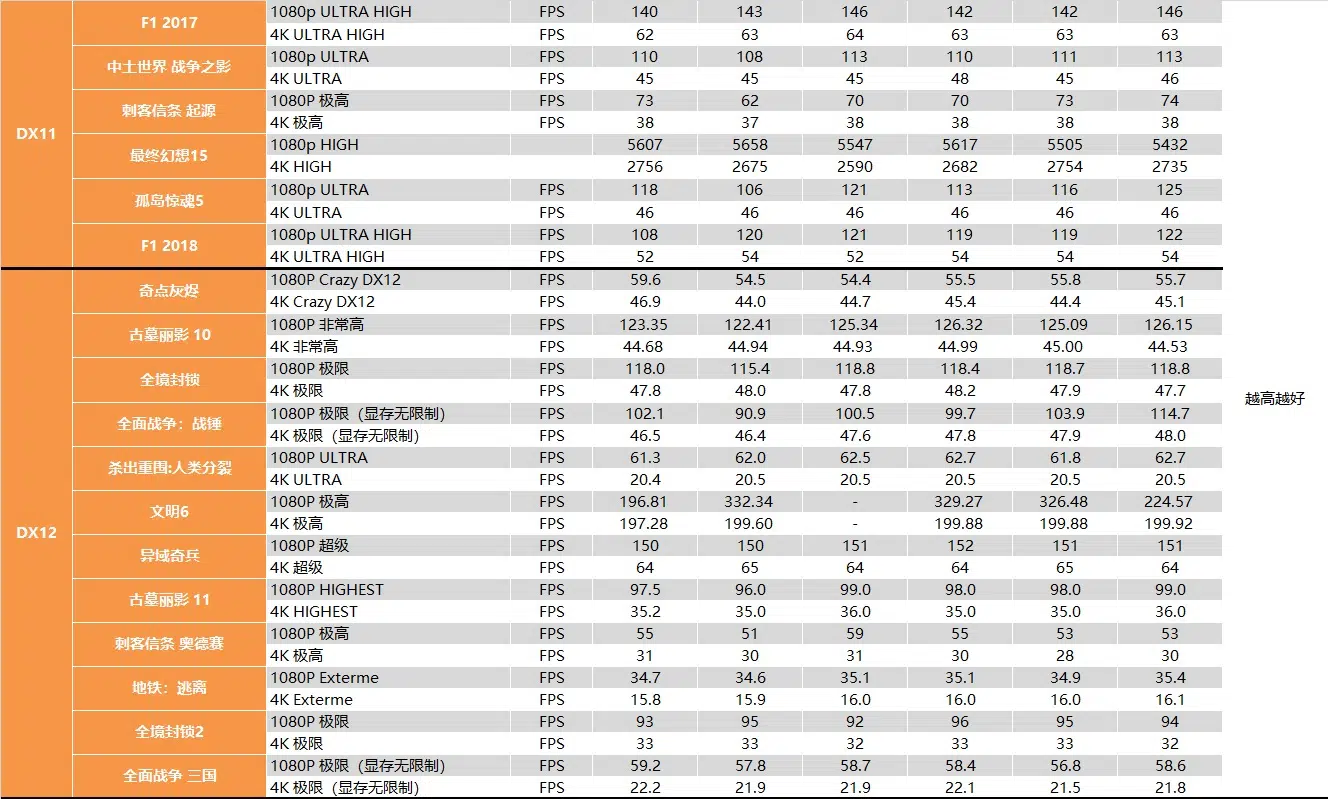 DX11
F1 2017
1080p ULTRA HIGH FPS 140 143 146 142 142 146
4K ULTRA HIGH FPS 62 63 64 63 63 63
中土世界 战争之影
1080p ULTRA FPS 110 108 113 110 111 113
4K ULTRA FPS 45 45 45 48 45 46
刺客信条 起源
1080P 极高 FPS 73 62 70 70 73 74
4K 极高 FPS 38 37 38 38 38 38
最终幻想15
1080p HIGH 5607 5658 5547 5617 5505 5432
4K HIGH 2756 2675 2590 2682 2754 2735
孤岛惊魂5
1080p ULTRA FPS 118 106 121 113 116 125
4K ULTRA FPS 46 46 46 46 46 46
F1 2018
1080p ULTRA HIGH FPS 108 120 121 119 119 122
4K ULTRA HIGH FPS 52 54 52 54 54 54
DX12
奇点灰烬
1080P Crazy DX12 FPS 59.6 54.5 54.4 55.5 55.8 55.7
4K Crazy DX12 FPS 46.9 44.0 44.7 45.4 44.4 45.1
古墓丽影 10
1080P 非常高 FPS 123.35 122.41 125.34 126.32 125.09 126.15
4K 非常高 FPS 44.68 44.94 44.93 44.99 45.00 44.53
全境封锁
1080P 极限 FPS 118.0 115.4 118.8 118.4 118.7 118.8
4K 极限 FPS 47.8 48.0 47.8 48.2 47.9 47.7
越高越好
全面战争：战锤
1080P 极限（显存无限制） FPS 102.1 90.9 100.5 99.7 103.9 114.7
4K 极限（显存无限制） FPS 46.5 46.4 47.6 47.8 47.9 48.0
杀出重围:人类分裂
1080P ULTRA FPS 61.3 62.0 62.5 62.7 61.8 62.7
4K ULTRA FPS 20.4 20.5 20.5 20.5 20.5 20.5
文明6
1080P 极高 FPS 196.81 332.34 - 329.27 326.48 224.57
4K 极高 FPS 197.28 199.60 - 199.88 199.88 199.92
异域奇兵
1080P 超级 FPS 150 150 151 152 151 151
4K 超级 FPS 64 65 64 64 65 64
古墓丽影 11
1080P HIGHEST FPS 97.5 96.0 99.0 98.0 98.0 99.0
4K HIGHEST FPS 35.2 35.0 36.0 35.0 35.0 36.0
刺客信条 奥德赛
1080P 极高 FPS 55 51 59 55 53 53
4K 极高 FPS 31 30 31 30 28 30
地铁：逃离
1080P Exterme FPS 34.7 34.6 35.1 35.1 34.9 35.4
4K Exterme FPS 15.8 15.9 16.0 16.0 16.0 16.1
全境封锁2
1080P 极限 FPS 93 95 92 96 95 94
4K 极限 FPS 33 33 32 33 33 32
全面战争 三国
1080P 极限（显存无限制） FPS 59.2 57.8 58.7 58.4 56.8 58.6
4K 极限（显存无限制） FPS 22.2 21.9 21.9 22.1 21.5 21.8